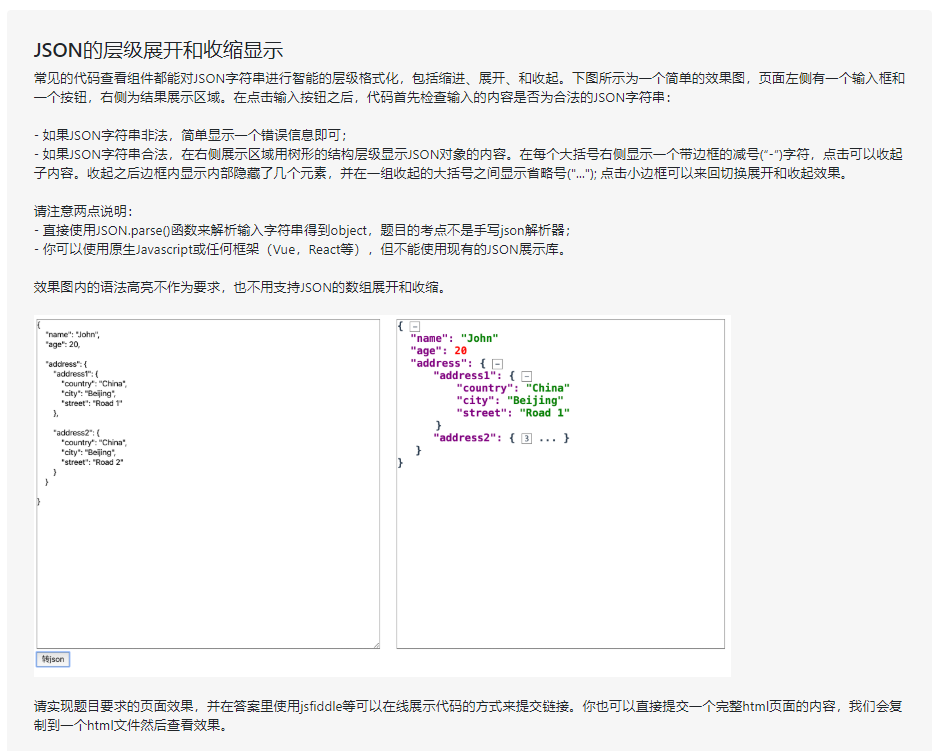 JSON的层级展开和收缩显示
常见的代码查看组件都能对JSON字符串进行智能的层级格式化，包括缩进、展开、和收起。下图所示为一个简单的效果图，页面左侧有一个输入框和
一个按钮，右侧为结果展示区域。在点击输入按钮之后，代码首先检查输入的内容是否为合法的JSON字符串：
- 如果JSON字符串非法，简单显示一个错误信息即可；
- 如果JSON字符串合法，在右侧展示区域用树形的结构层级显示JSON对象的内容。在每个大括号右侧显示一个带边框的减号("-")字符，点击可以收起
子内容。收起之后边框内显示内部隐藏了几个元素，并在一组收起的大括号之间显示省略号("..."); 点击小边框可以来回切换展开和收起效果。
请注意两点说明：
- 直接使用JSON.parse()函数来解析输入字符串得到object，题目的考点不是手写json解析器；
- 你可以使用原生Javascript或任何框架（Vue，React等），但不能使用现有的JSON展示库。
效果图内的语法高亮不作为要求，也不用支持JSON的数组展开和收缩。
{
"name": "John",
"age": 20,
"address": {
"address1": {
"country": "China",
"city": "Beijing",
"street": "Road 1"
},
"address2": {
"country": "China",
"city": "Beijing",
"street": "Road 2"
}
}
}
转json
{ -
"name": "John"
"age": 20
"address": { -
"address1": { -
"country": "China"
"city": "Beijing"
"street": "Road 1"
}
"address2": { 3 ... }
}
}
请实现题目要求的页面效果，并在答案里使用jsfiddle等可以在线展示代码的方式来提交链接。你也可以直接提交一个完整html页面的内容，我们会复
制到一个html文件然后查看效果。